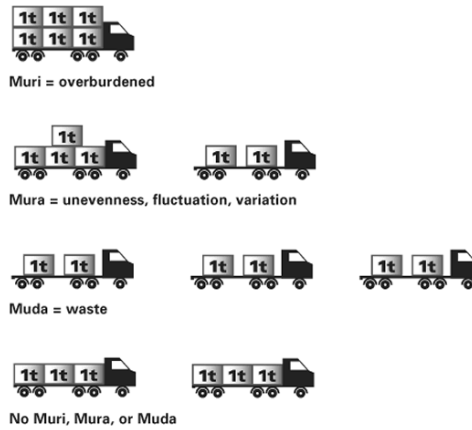 1t 1t 1t
1t 1t 1t
Muri = overburdened
1t
1t 1t 1t 1t 1t
Mura = unevenness, fluctuation, variation
1t 1t 1t 1t 1t 1t
Muda = waste
1t 1t 1t 1t 1t 1t
No Muri, Mura, or Muda